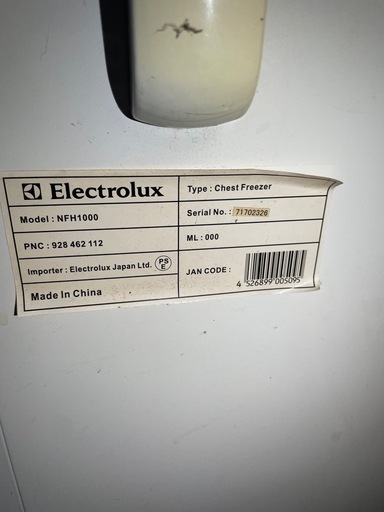 Electrolux
Type : Chest Freezer
Model : NFH1000
Serial No. : 71702326
PNC : 928 462 112
ML : 000
Importer : Electrolux Japan Ltd. PS E
JAN CODE :
4 526899 005095
Made In China